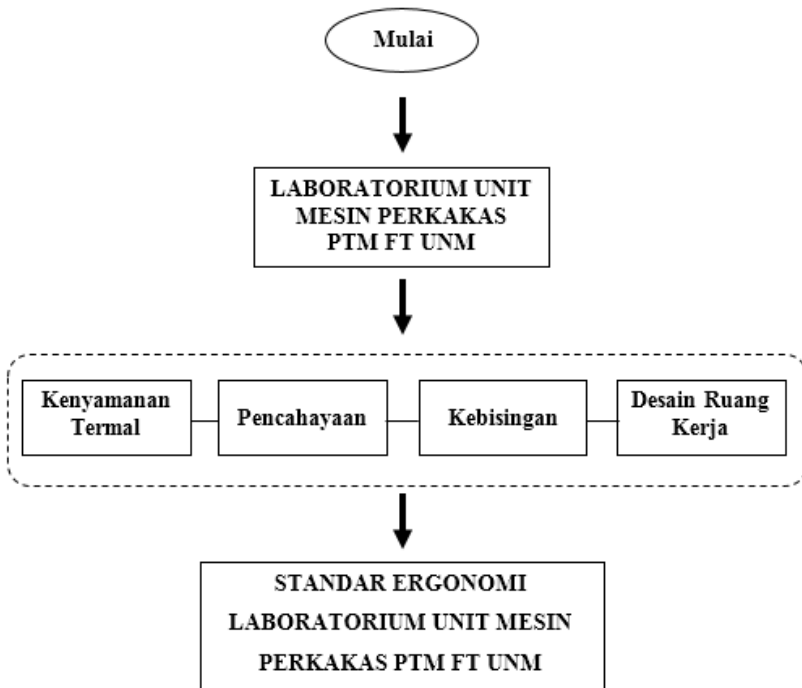 Mulai
LABORATORIUM UNIT
MESIN PERKAKAS
PTM FT UNM
Kenyamanan
Termal
Pencahayaan
Kebisingan
Desain Ruang
Kerja
STANDAR ERGONOMI
LABORATORIUM UNIT MESIN
PERKAKAS PTM FT UNM